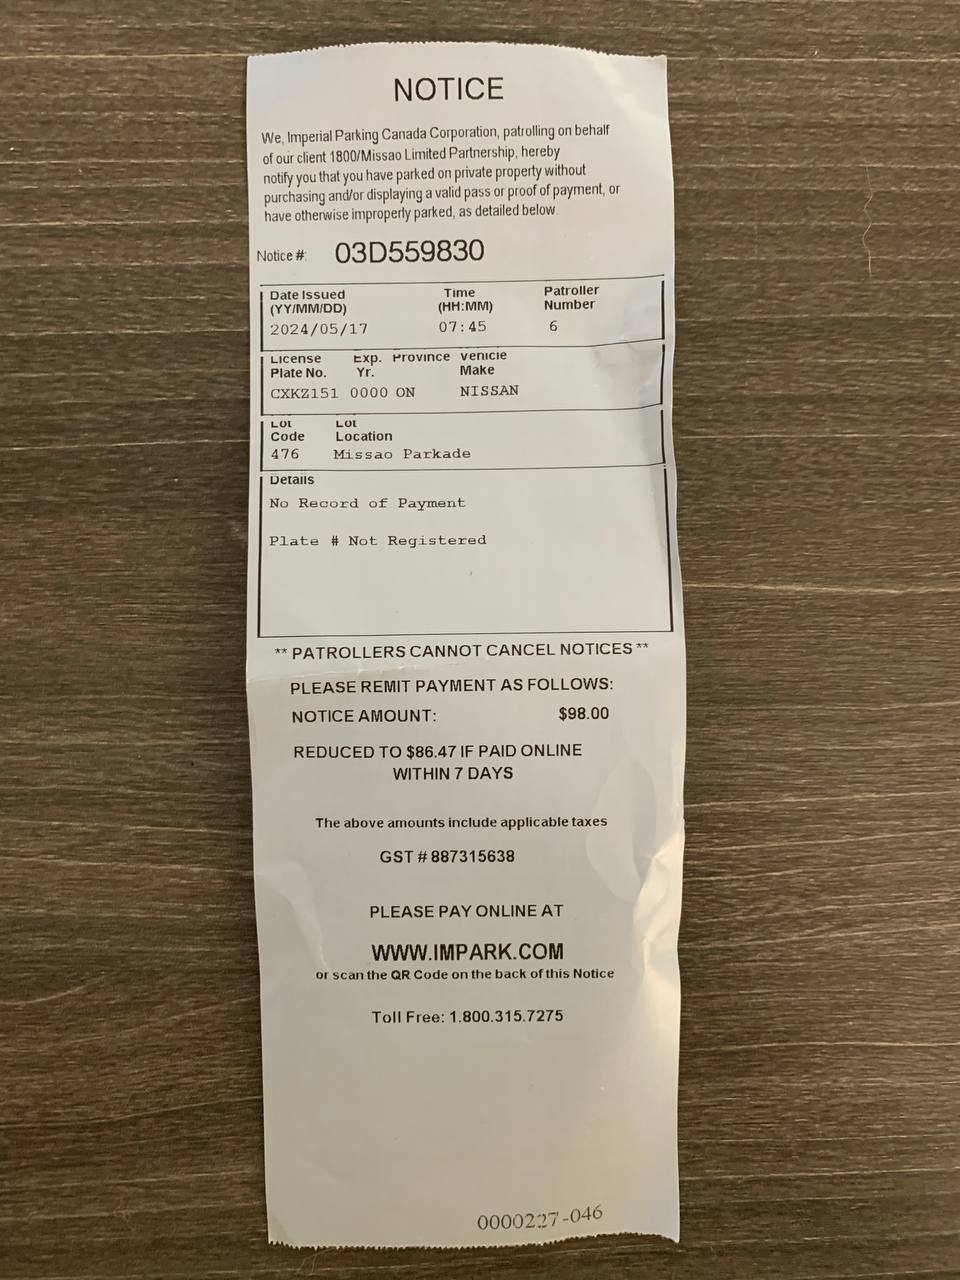 NOTICE
We, Imperial Parking Canada Corporation, patrolling on behalf
of our client 1800/Missao Limited Partnership, hereby
notify you that you have parked on private property without
purchasing and/or displaying a valid pass or proof of payment, or
have otherwise improperly parked, as detailed below.
Notice #: 03D559830
Date Issued Time Patroller
(YY/MM/DD) (HH:MM) Number
2024/05/17 07:45 6
License Exp. Province Vehicle
Plate No. Yr. Make
CXKZ151 0000 ON NISSAN
Lot Lot
Code Location
476 Missao Parkade
Details
No Record of Payment
Plate # Not Registered
** PATROLLERS CANNOT CANCEL NOTICES **
PLEASE REMIT PAYMENT AS FOLLOWS:
NOTICE AMOUNT: $98.00
REDUCED TO $86.47 IF PAID ONLINE
WITHIN 7 DAYS
The above amounts include applicable taxes
GST # 887315638
PLEASE PAY ONLINE AT
WWW.IMPARK.COM
or scan the QR Code on the back of this Notice
Toll Free: 1.800.315.7275
0000227-046